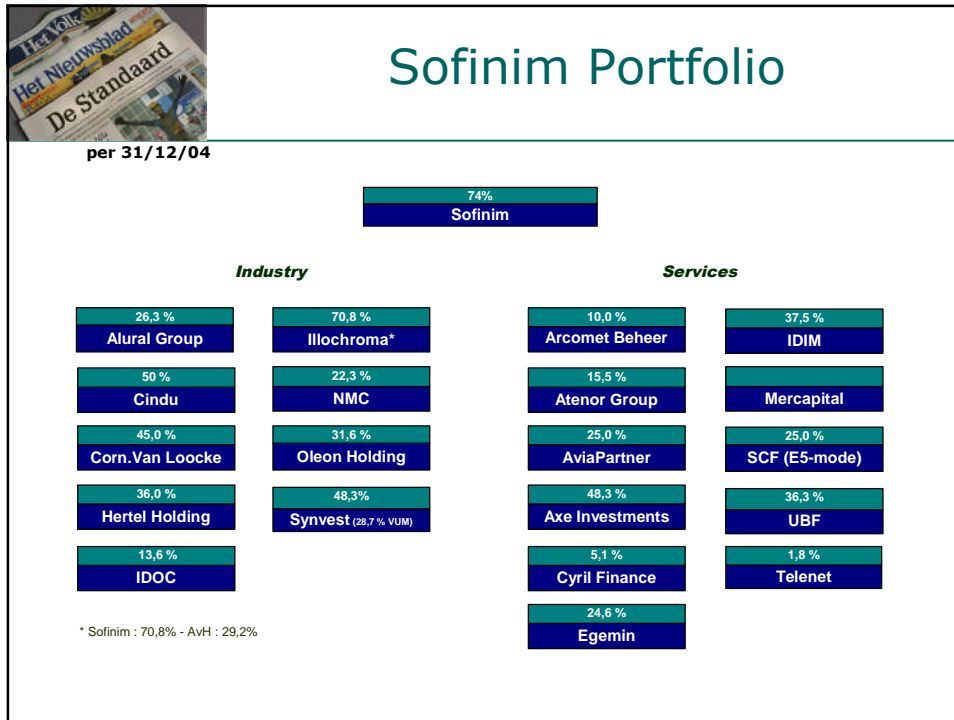 Het Volk
Het Nieuwsblad
De Standaard
Sofinim Portfolio
per 31/12/04
74%
Sofinim
Industry
26,3 %
Alural Group
50 %
Cindu
45,0 %
Corn.Van Loocke
36,0 %
Hertel Holding
13,6 %
IDOC
70,8 %
Illochroma*
22,3 %
NMC
31,6 %
Oleon Holding
48,3%
Synvest (28,7 % VUM)
* Sofinim : 70,8% - AvH : 29,2%
Services
10,0 %
Arcomet Beheer
15,5 %
Atenor Group
25,0 %
AviaPartner
48,3 %
Axe Investments
5,1 %
Cyril Finance
24,6 %
Egemin
37,5 %
IDIM
Mercapital
25,0 %
SCF (E5-mode)
36,3 %
UBF
1,8 %
Telenet